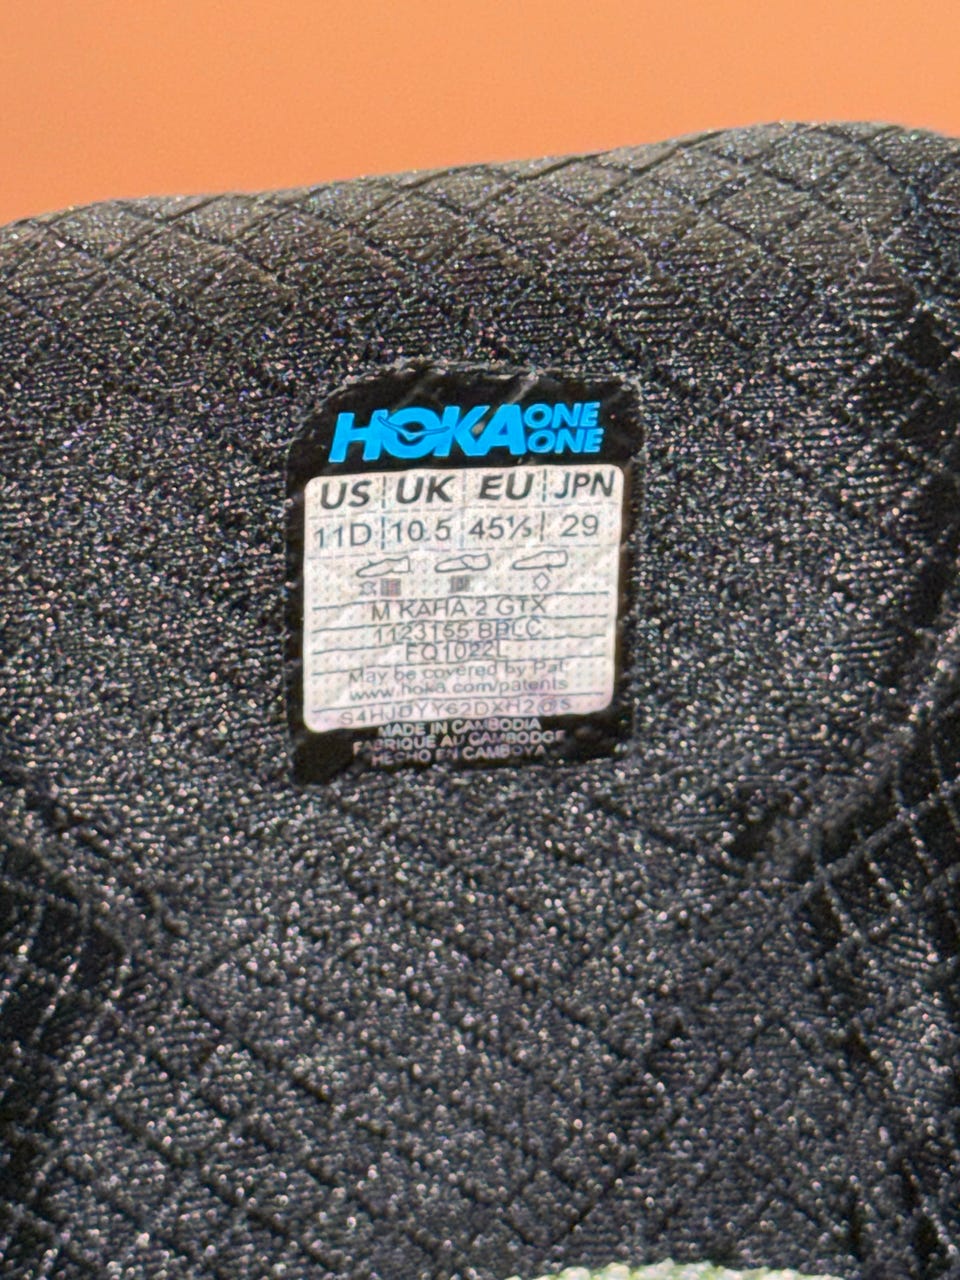 HOKA ONE ONE
US UK EU JPN
11D 10.5 45⅓ 29
M KAHA 2 GTX
1123155 BBLC
FQ1022L
May be covered by Pat.
www.hoka.com/patents
MADE IN CAMBODIA
FABRIQUE AU CAMBODGE
HECHO EN CAMBOYA